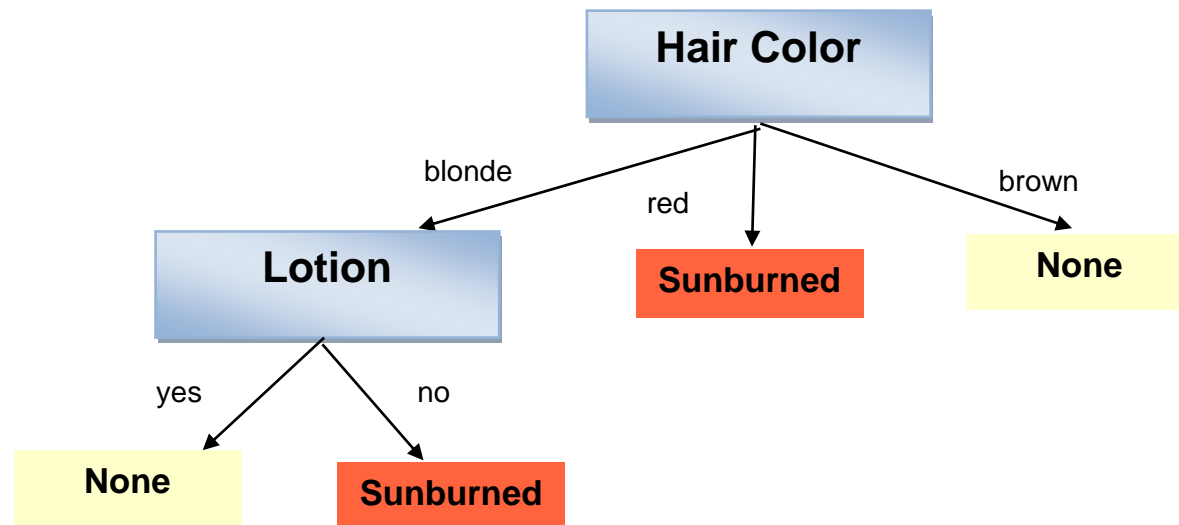 Hair Color
blonde
red
brown
Lotion
Sunburned
None
yes
no
None
Sunburned